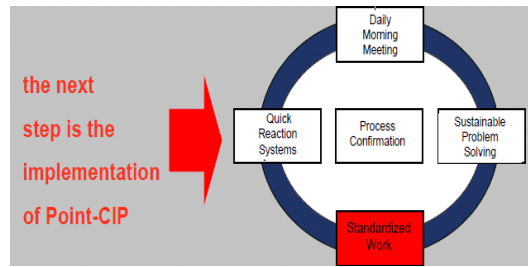 Daily
Morning
Meeting
the next
step is the
implementation
of Point-CIP
Quick
Reaction
Systems
Process
Confirmation
Sustainable
Problem
Solving
Standardized
Work